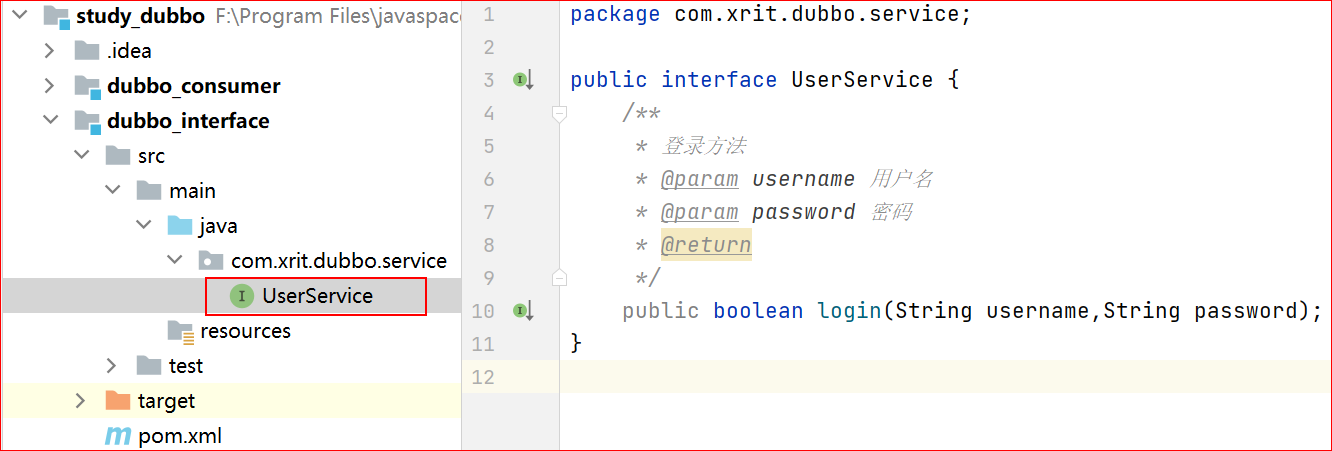 study_dubbo F:\Program Files\javaspace
.idea
dubbo_consumer
dubbo_interface
src
main
java
com.xrit.dubbo.service
I UserService
resources
test
target
m pom.xml
1 package com.xrit.dubbo.service;
2
3 I public interface UserService {
4 /**
5 * 登录方法
6 * @param username 用户名
7 * @param password 密码
8 * @return
9 */
10 I public boolean login(String username,String password);
11 }
12